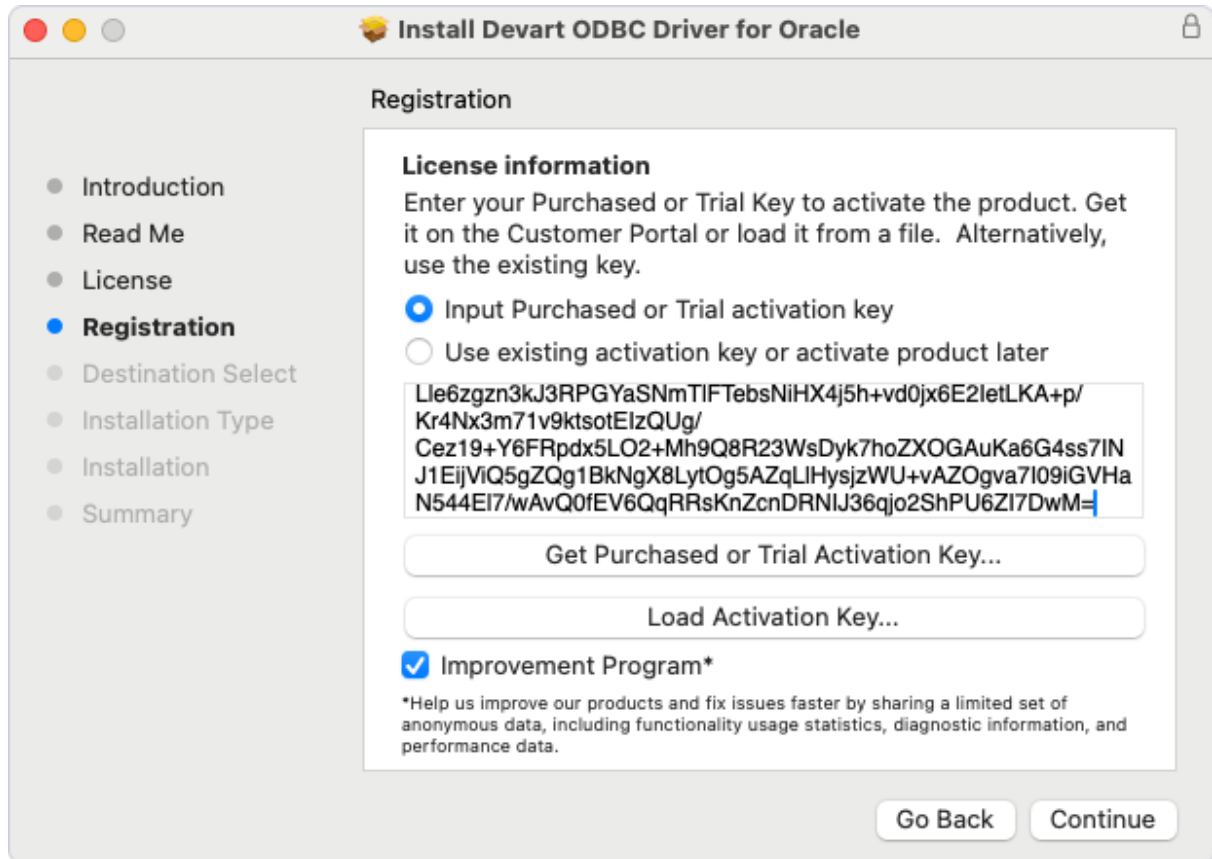 Install Devart ODBC Driver for Oracle
Registration
Introduction
Read Me
License
Registration
Destination Select
Installation Type
Installation
Summary
License information
Enter your Purchased or Trial Key to activate the product. Get
it on the Customer Portal or load it from a file.  Alternatively,
use the existing key.
Input Purchased or Trial activation key
Use existing activation key or activate product later
Lle6zgzn3kJ3RPGYaSNmTlFTebsNiHX4j5h+vd0jx6E2IetLKA+p/
Kr4Nx3m71v9ktsotEIzQUg/
Cez19+Y6FRpdx5LO2+Mh9Q8R23WsDyk7hoZXOGAuKa6G4ss7IN
J1EijViQ5gZQg1BkNgX8LytOg5AZqLlHysjzWU+vAZOgva7I09iGVHa
N544El7/wAvQ0fEV6QqRRsKnZcnDRNIJ36qjo2ShPU6ZI7DwM=
Get Purchased or Trial Activation Key...
Load Activation Key...
Improvement Program*
*Help us improve our products and fix issues faster by sharing a limited set of
anonymous data, including functionality usage statistics, diagnostic information, and
performance data.
Go Back
Continue